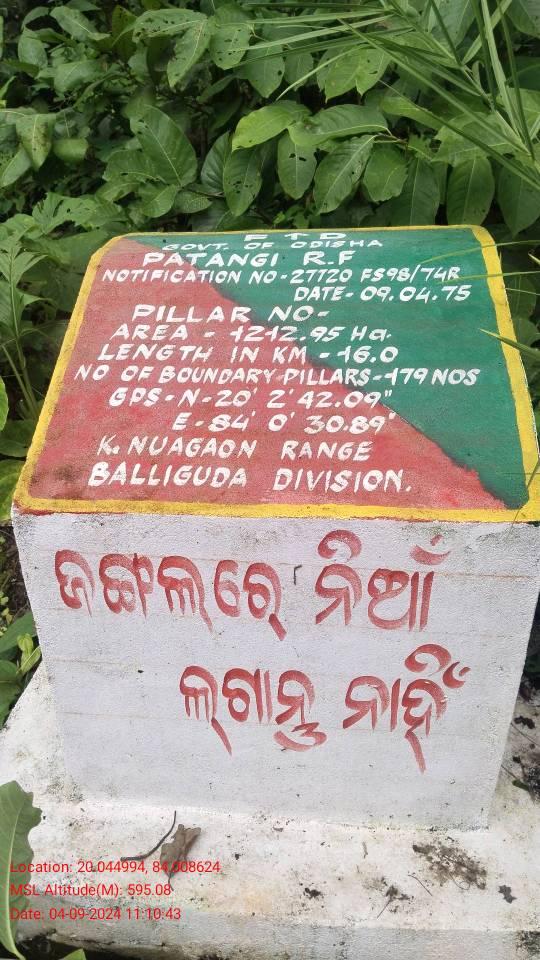 F T D
GOVT. OF ODISHA
PATANGI R.F
NOTIFICATION NO-27720 FS98/74R
DATE- 09.04.75
PILLAR NO-
AREA - 1212.95 Ha.
LENGTH IN KM - 16.0
NO OF BOUNDARY PILLARS-179 NOS
GPS-N-20' 2' 42.09"
E-84' 0' 30.89'
K. NUAGAON RANGE
BALLIGUDA DIVISION.
ଜଙ୍ଗଲରେ ନିଆଁ
ଲଗାନ୍ତୁ ନାହିଁ
Location: 20.044994, 84.008624
MSL Altitude(M): 595.08
Date: 04-09-2024 11:10:43